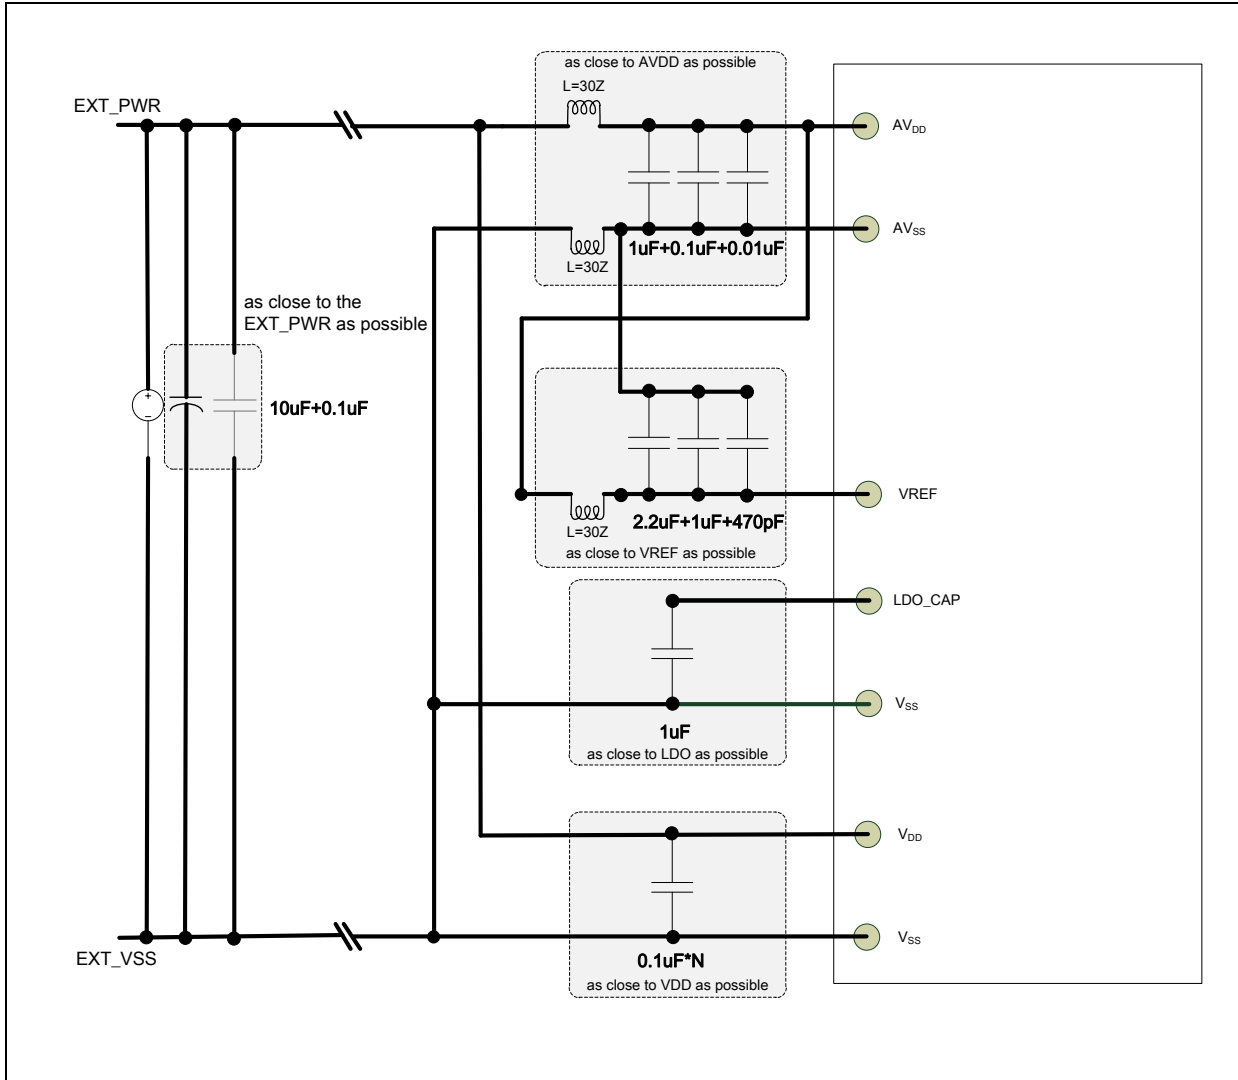 as close to AVDD as possible
L=30Z
EXT_PWR
AVDD
AVSS
1uF+0.1uF+0.01uF
L=30Z
as close to the
EXT_PWR as possible
+
−
10uF+0.1uF
VREF
2.2uF+1uF+470pF
L=30Z
as close to VREF as possible
LDO_CAP
VSS
1uF
as close to LDO as possible
VDD
VSS
EXT_VSS
0.1uF*N
as close to VDD as possible